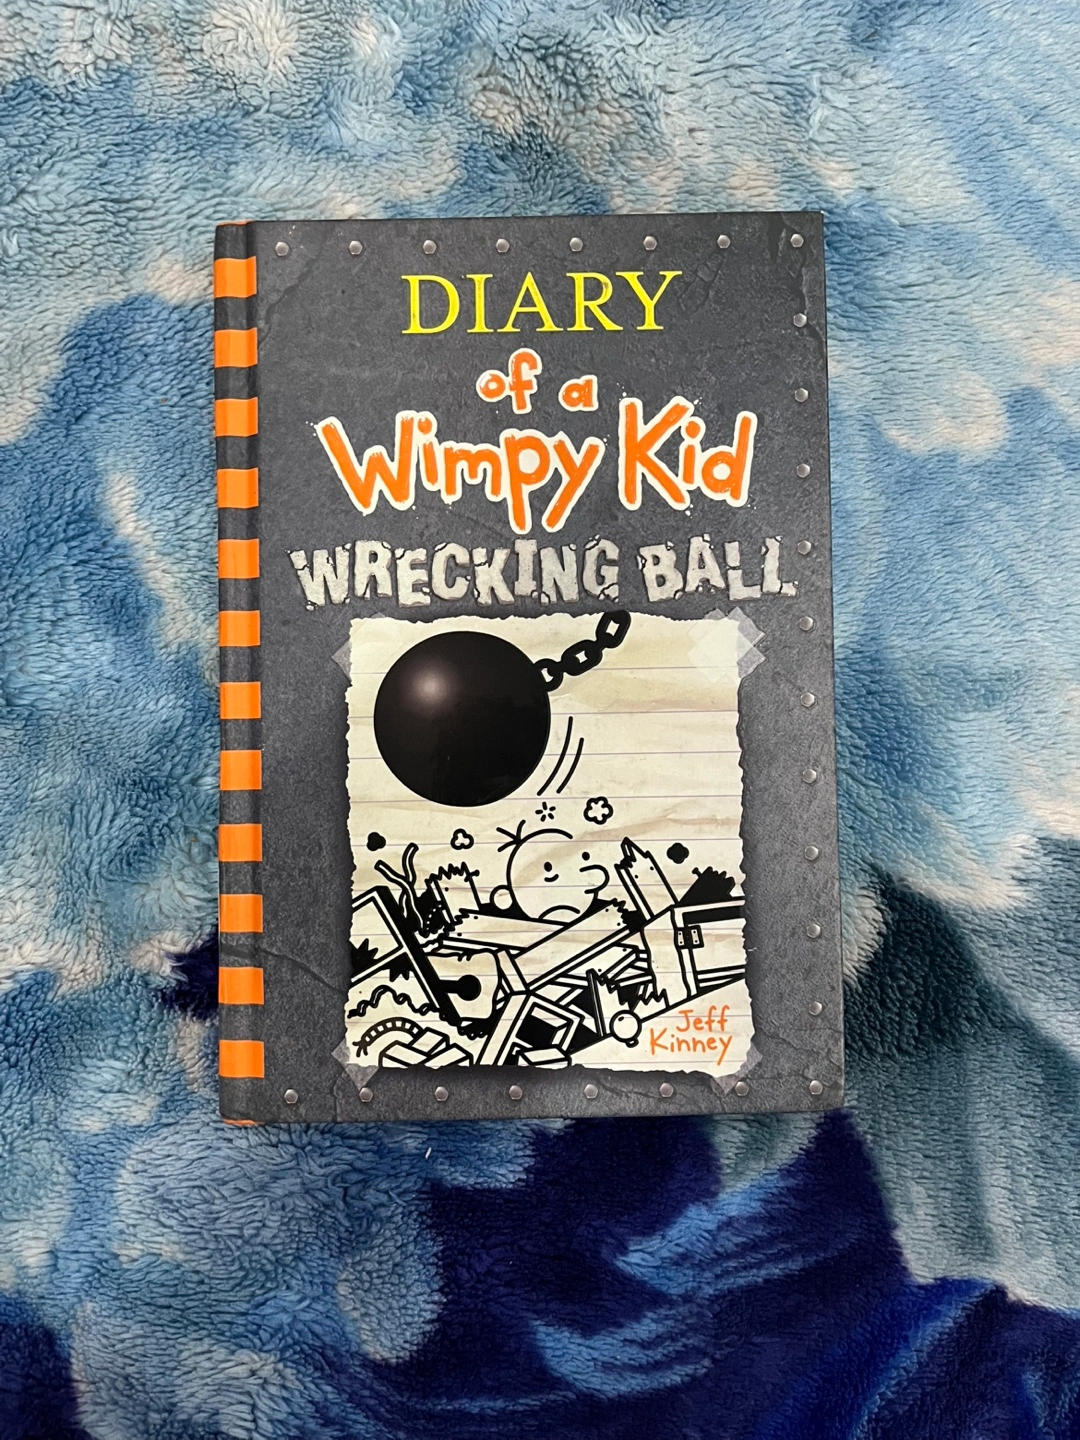 DIARY
of a
Wimpy Kid
WRECKING BALL
Jeff
Kinney